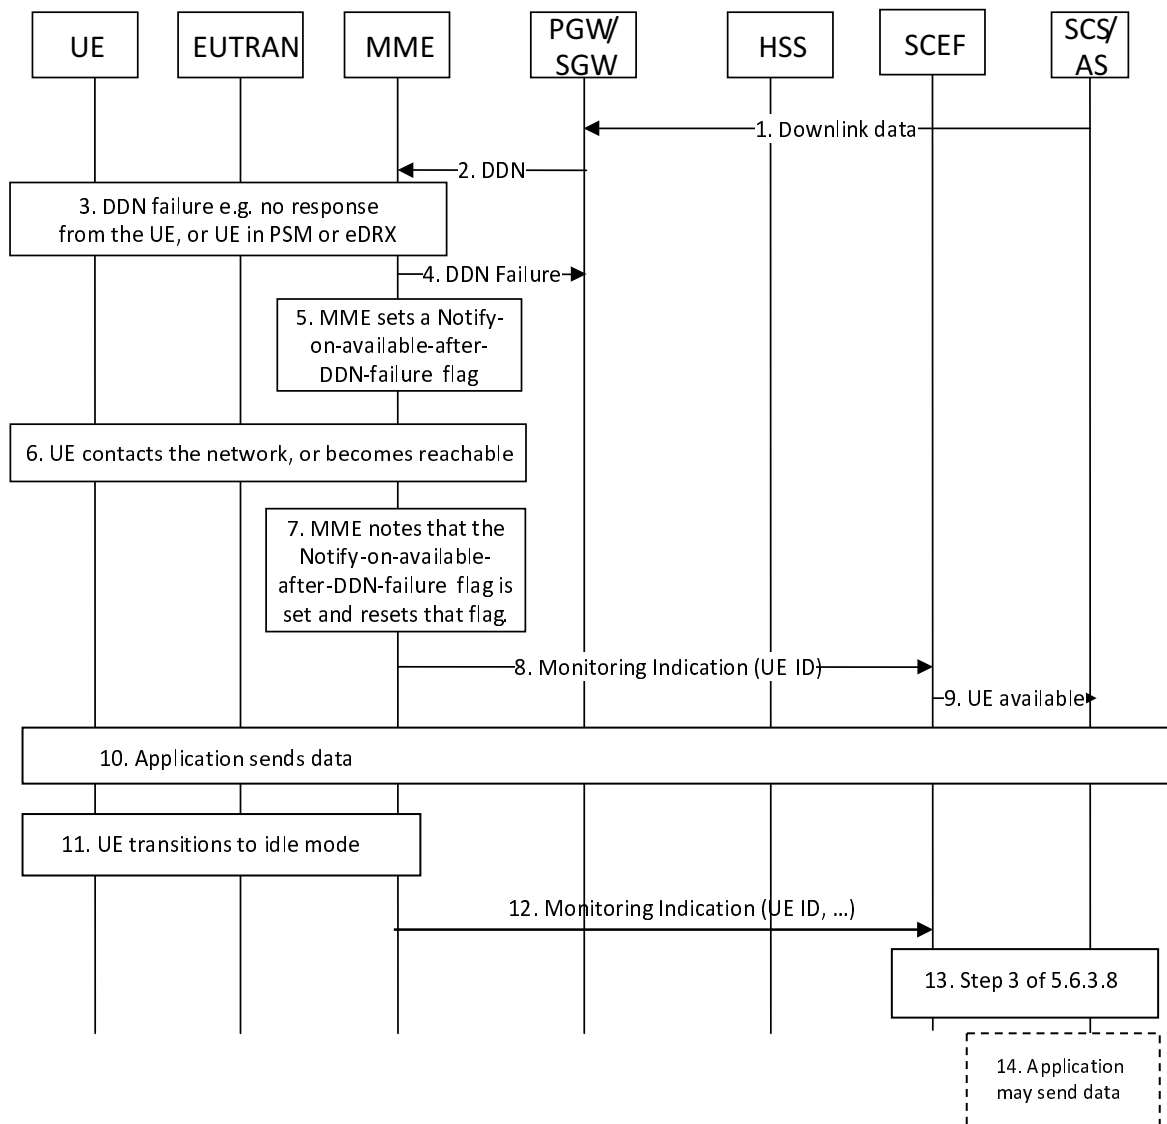 UE
EUTRAN
MME
PGW/
SGW
HSS
SCEF
SCS/
AS
1. Downlink data
2. DDN
3. DDN failure e.g. no response
from the UE, or UE in PSM or eDRX
4. DDN Failure
5. MME sets a Notify-
on-available-after-
DDN-failure flag
6. UE contacts the network, or becomes reachable
7. MME notes that the
Notify-on-available-
after-DDN-failure flag is
set and resets that flag.
8. Monitoring Indication (UE ID)
9. UE available
10. Application sends data
11. UE transitions to idle mode
12. Monitoring Indication (UE ID, ...)
13. Step 3 of 5.6.3.8
14. Application
may send data